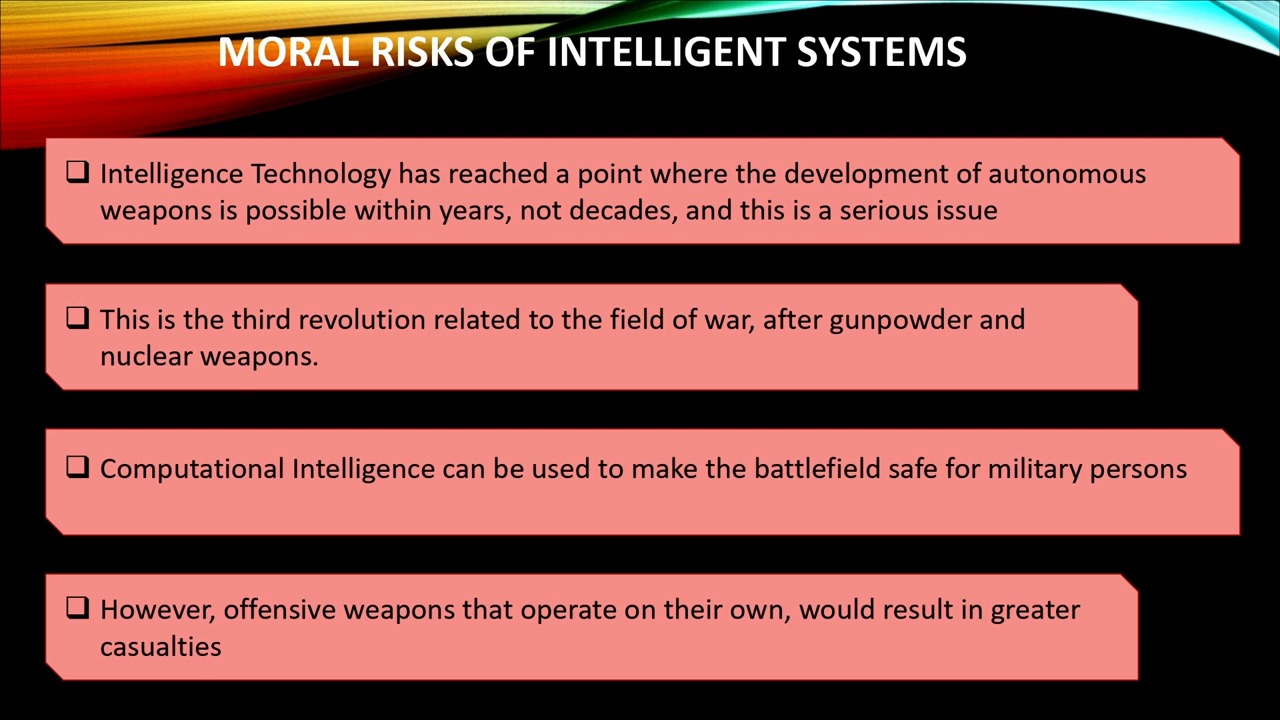 MORAL RISKS OF INTELLIGENT SYSTEMS
❑ Intelligence Technology has reached a point where the development of autonomous
weapons is possible within years, not decades, and this is a serious issue
❑ This is the third revolution related to the field of war, after gunpowder and
nuclear weapons.
❑ Computational Intelligence can be used to make the battlefield safe for military persons
❑ However, offensive weapons that operate on their own, would result in greater
casualties